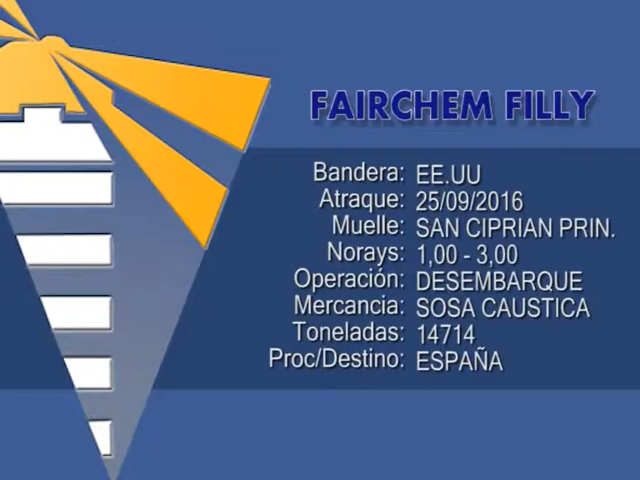 FAIRCHEM FILLY
Bandera: EE.UU
Atraque: 25/09/2016
Muelle: SAN CIPRIAN PRIN.
Norays: 1,00 - 3,00
Operación: DESEMBARQUE
Mercancia: SOSA CAUSTICA
Toneladas: 14714
Proc/Destino: ESPAÑA